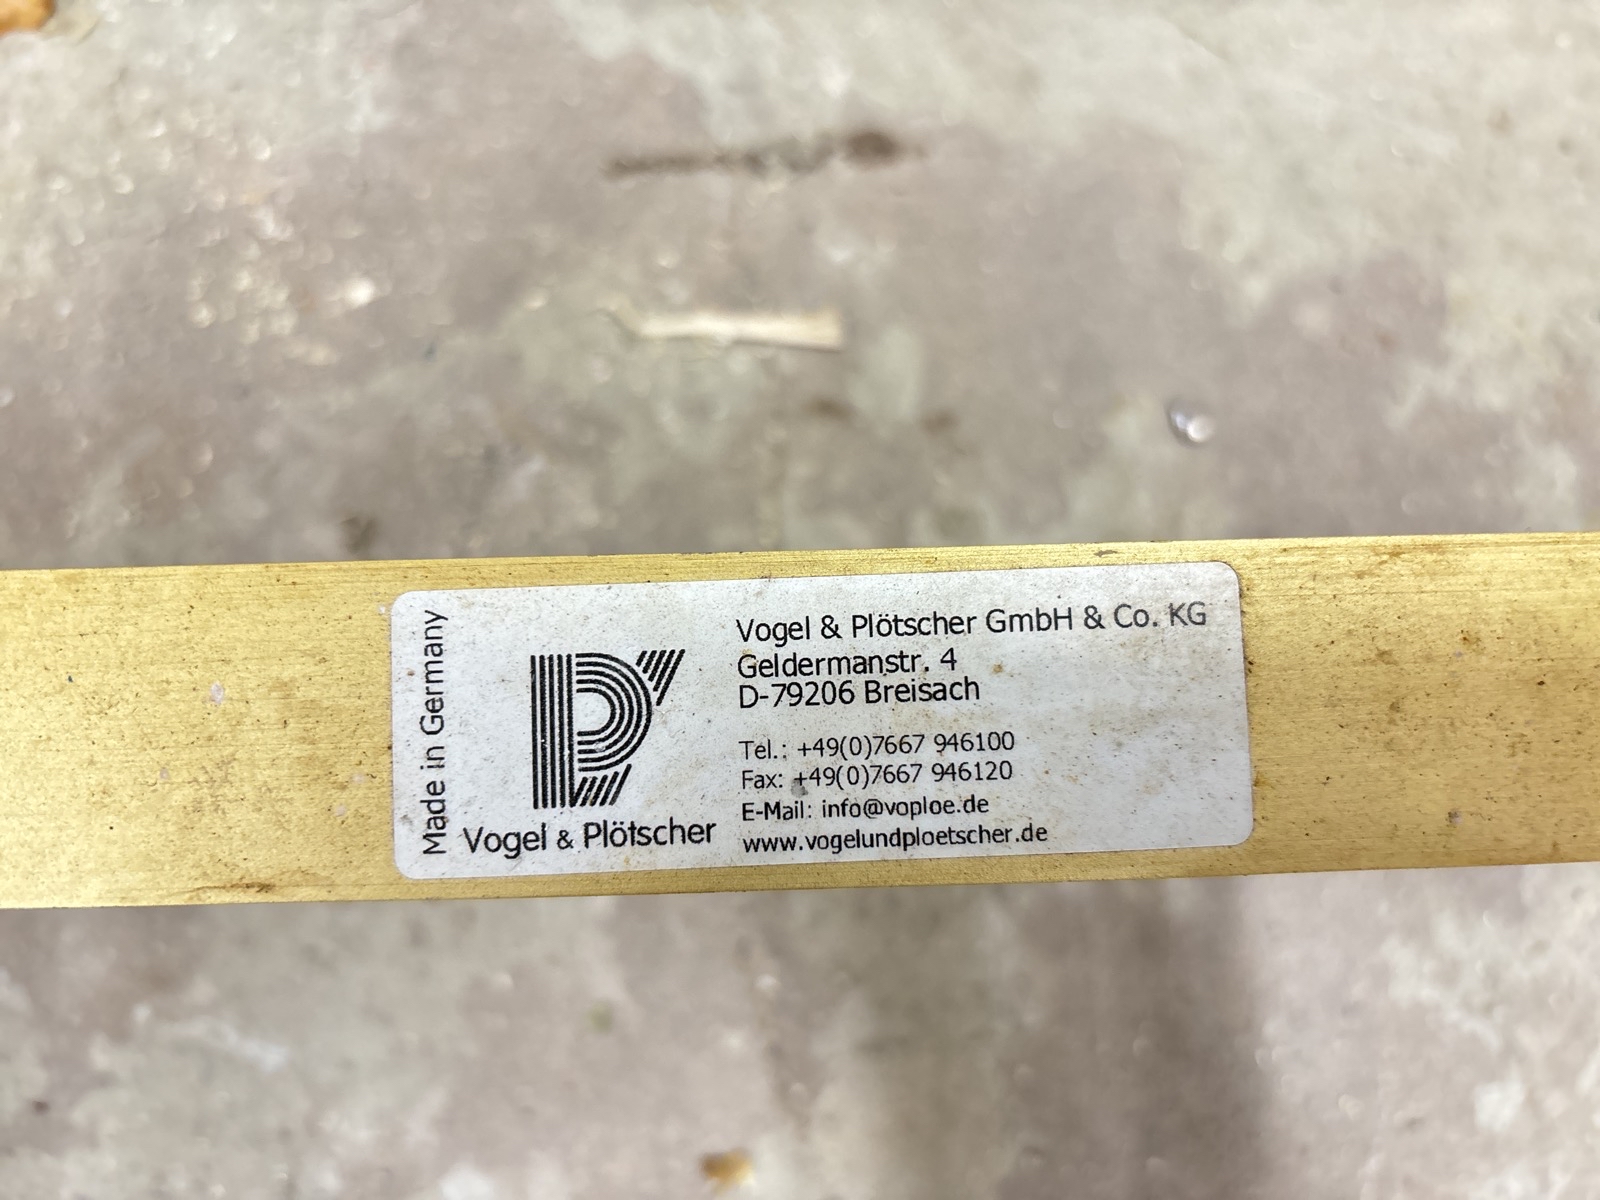 Made in Germany
Vogel & Plötscher
Vogel & Plötscher GmbH & Co. KG
Geldermanstr. 4
D-79206 Breisach
Tel.: +49(0)7667 946100
Fax: +49(0)7667 946120
E-Mail: info@voploe.de
www.vogelundploetscher.de